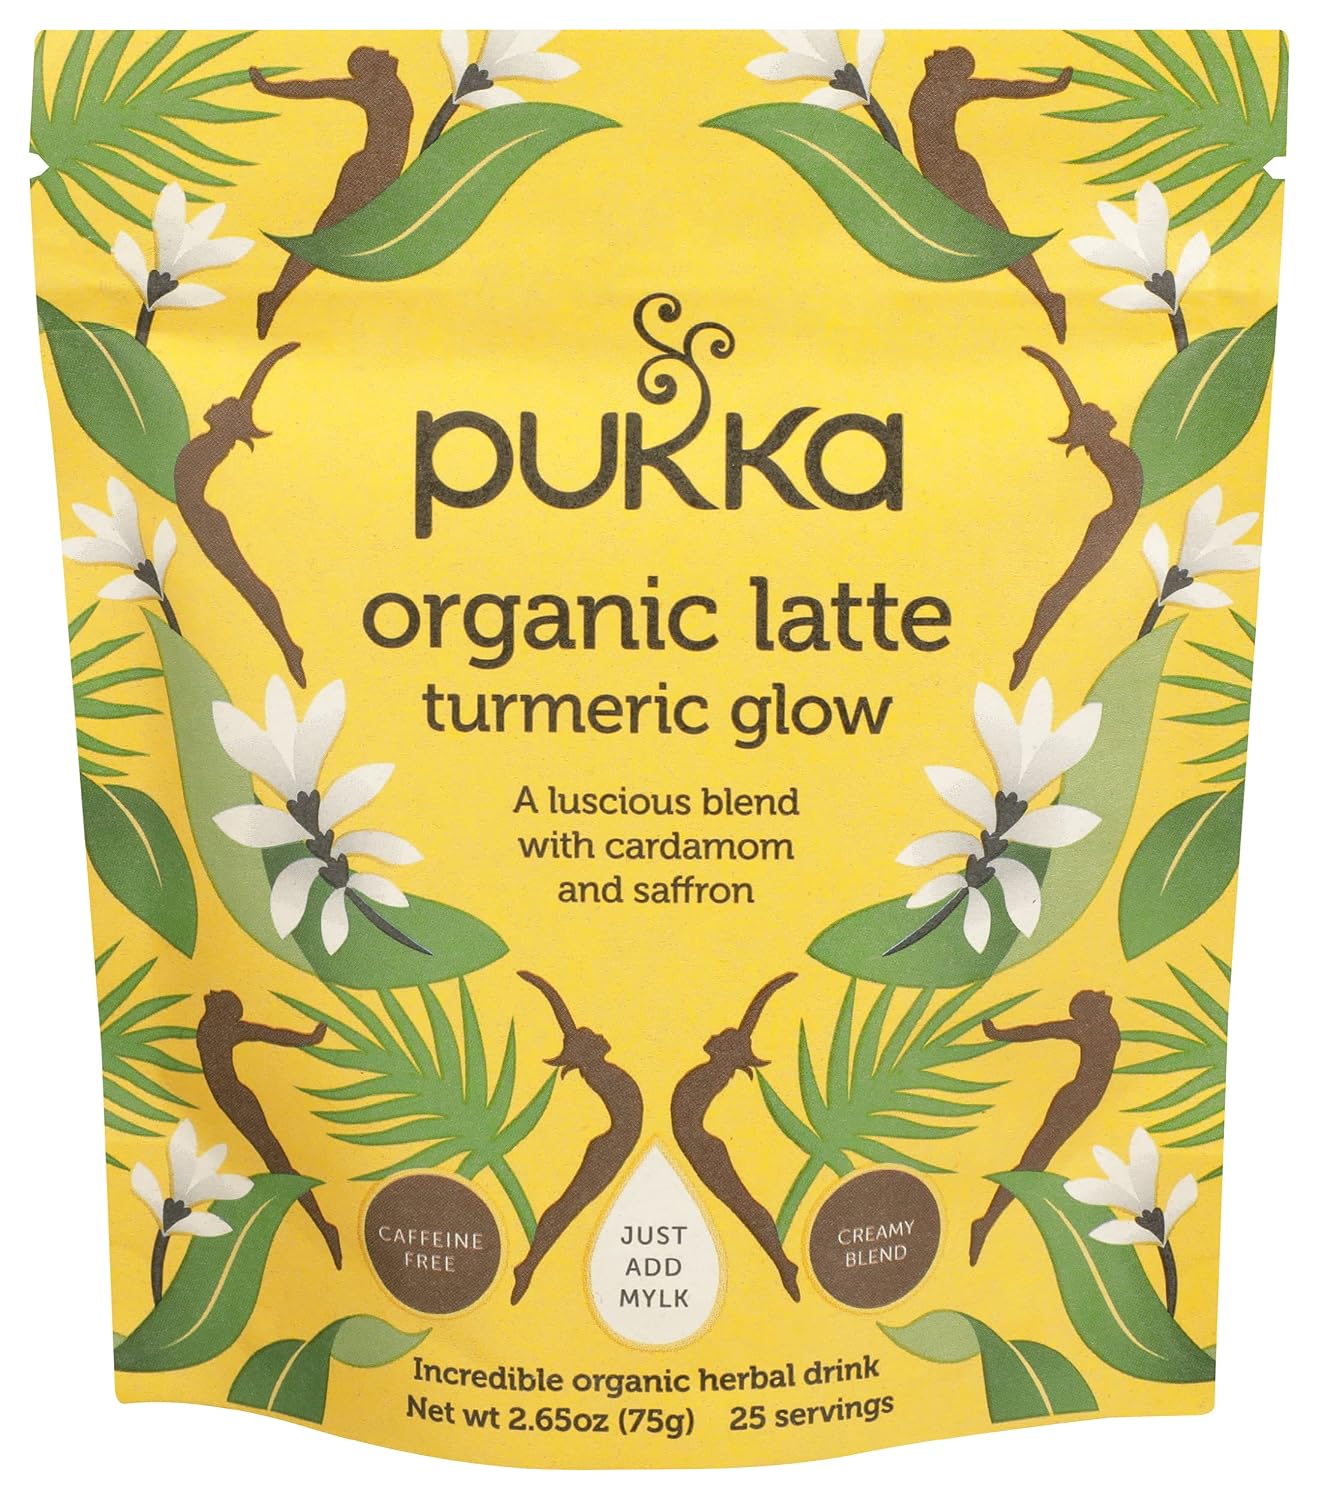 pukka
organic latte
turmeric glow
A luscious blend
with cardamom
and saffron
CAFFEINE
FREE
JUST
ADD
MYLK
CREAMY
BLEND
Incredible organic herbal drink
Net wt 2.65oz (75g) 25 servings